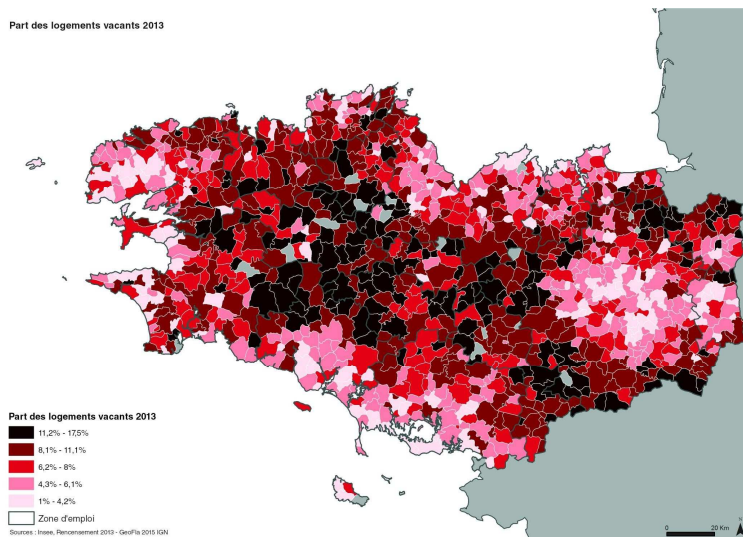 Part des logements vacants 2013
Part des logements vacants 2013
11,2% - 17,5%
8,1% - 11,1%
6,2% - 8%
4,3% - 6,1%
1% - 4,2%
Zone d'emploi
Sources : Insee, Rencensement 2013 - GeoFla 2015 IGN
0 20 Km
N